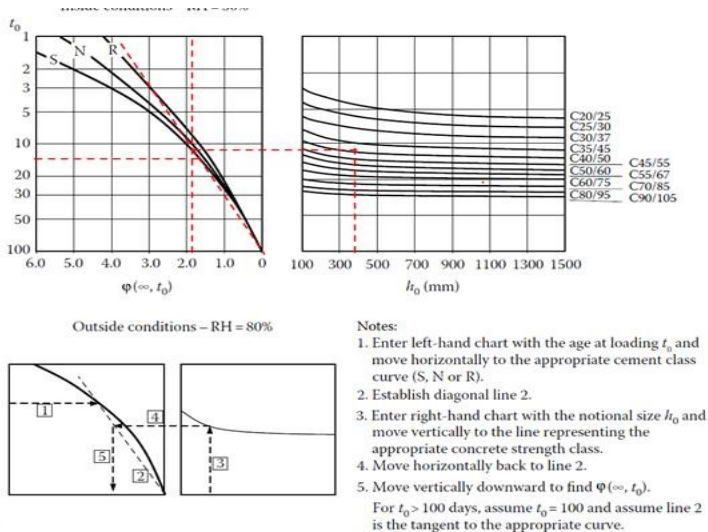 t0
1
2
3
5
10
20
30
50
100
S
N
R
6.0 5.0 4.0 3.0 2.0 1.0 0
φ(∞, t0)
C20/25
C25/30
C30/37
C35/45
C40/50
C45/55
C50/60
C55/67
C60/75
C70/85
C80/95
C90/105
100 300 500 700 900 1100 1300 1500
h0 (mm)
Outside conditions – RH = 80%
1
2
3
4
5
Notes:
1. Enter left-hand chart with the age at loading t0 and
move horizontally to the appropriate cement class
curve (S, N or R).
2. Establish diagonal line 2.
3. Enter right-hand chart with the notional size h0 and
move vertically to the line representing the
appropriate concrete strength class.
4. Move horizontally back to line 2.
5. Move vertically downward to find φ(∞, t0).
For t0 > 100 days, assume t0 = 100 and assume line 2
is the tangent to the appropriate curve.